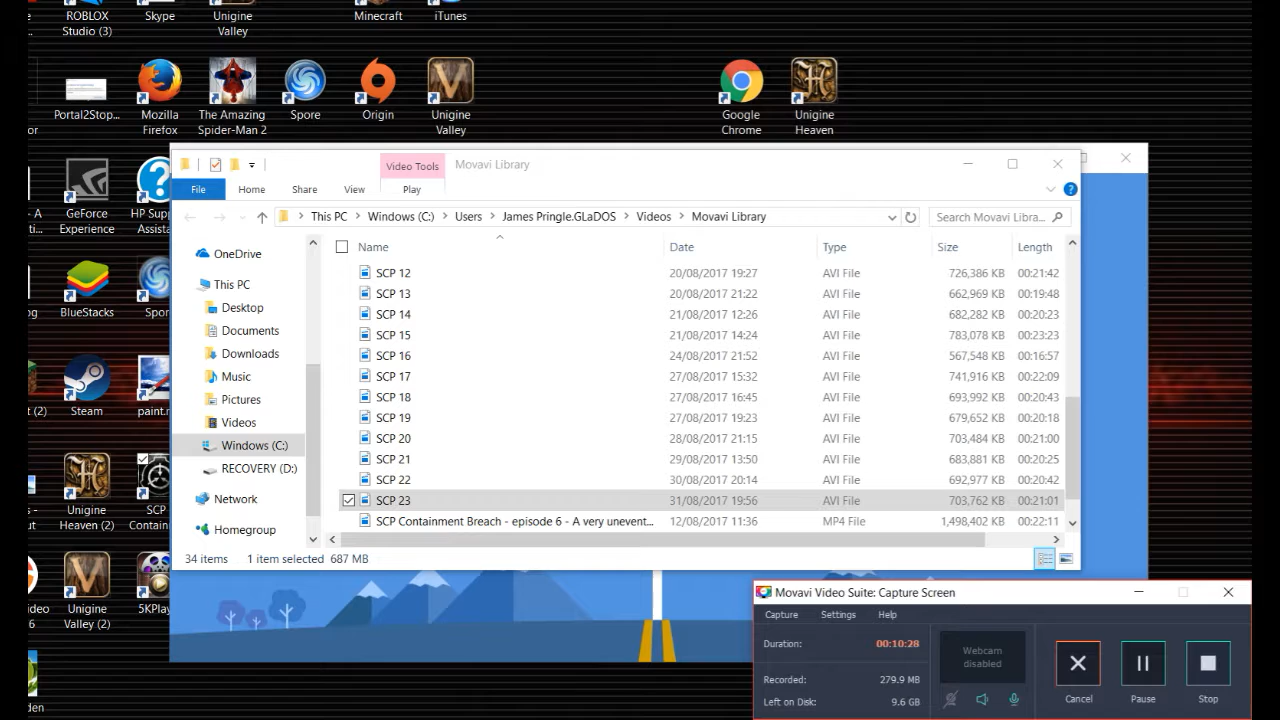 ROBLOX
Studio (3)
Skype
Unigine
Valley
Minecraft
iTunes
Portal2Stop...
Mozilla
Firefox
The Amazing
Spider-Man 2
Spore
Origin
Unigine
Valley
Google
Chrome
Unigine
Heaven
GeForce
Experience
HP Supp
Assista
BlueStacks
Spor
Steam
paint.n
t (2)
Unigine
Heaven (2)
SCP
Contain
Unigine
Valley (2)
5KPlay
Video Tools
Movavi Library
File
Home
Share
View
Play
This PC
Windows (C:)
Users
James Pringle.GLaDOS
Videos
Movavi Library
Search Movavi Libra...
OneDrive
This PC
Desktop
Documents
Downloads
Music
Pictures
Videos
Windows (C:)
RECOVERY (D:)
Network
Homegroup
Name Date Type Size Length
SCP 12 20/08/2017 19:27 AVI File 726,386 KB 00:21:42
SCP 13 20/08/2017 21:22 AVI File 662,969 KB 00:19:48
SCP 14 21/08/2017 12:26 AVI File 682,282 KB 00:20:23
SCP 15 21/08/2017 14:24 AVI File 783,078 KB 00:23:23
SCP 16 24/08/2017 21:52 AVI File 567,548 KB 00:16:57
SCP 17 27/08/2017 15:32 AVI File 741,916 KB 00:22:09
SCP 18 27/08/2017 16:45 AVI File 693,992 KB 00:20:43
SCP 19 27/08/2017 19:23 AVI File 679,652 KB 00:20:18
SCP 20 28/08/2017 21:15 AVI File 703,484 KB 00:21:00
SCP 21 29/08/2017 13:50 AVI File 683,881 KB 00:20:25
SCP 22 30/08/2017 20:14 AVI File 692,977 KB 00:20:42
SCP 23 31/08/2017 19:56 AVI File 703,762 KB 00:21:01
SCP Containment Breach - episode 6 - A very unevent... 12/08/2017 11:36 MP4 File 1,498,402 KB 00:22:11
34 items 1 item selected 687 MB
Movavi Video Suite: Capture Screen
Capture Settings Help
Duration: 00:10:28
Recorded: 279.9 MB
Left on Disk: 9.6 GB
Webcam
disabled
Cancel
Pause
Stop